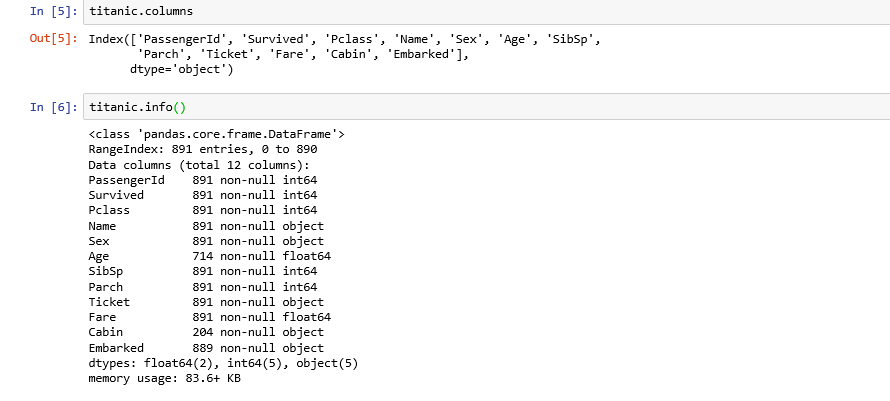 In [5]: titanic.columns
Out[5]: Index(['PassengerId', 'Survived', 'Pclass', 'Name', 'Sex', 'Age', 'SibSp',
'Parch', 'Ticket', 'Fare', 'Cabin', 'Embarked'],
dtype='object')
In [6]: titanic.info()
<class 'pandas.core.frame.DataFrame'>
RangeIndex: 891 entries, 0 to 890
Data columns (total 12 columns):
PassengerId    891 non-null int64
Survived       891 non-null int64
Pclass         891 non-null int64
Name           891 non-null object
Sex            891 non-null object
Age            714 non-null float64
SibSp          891 non-null int64
Parch          891 non-null int64
Ticket         891 non-null object
Fare           891 non-null float64
Cabin          204 non-null object
Embarked       889 non-null object
dtypes: float64(2), int64(5), object(5)
memory usage: 83.6+ KB